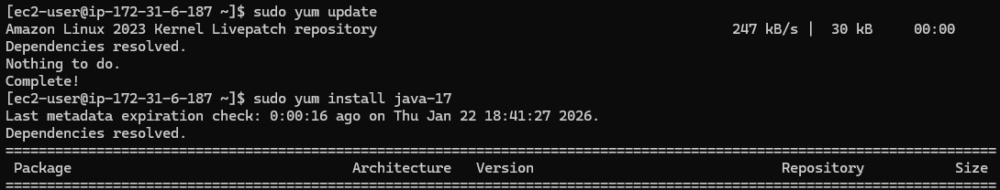 [ec2-user@ip-172-31-6-187 ~]$ sudo yum update
Amazon Linux 2023 Kernel Livepatch repository                                           247 kB/s |  30 kB     00:00
Dependencies resolved.
Nothing to do.
Complete!
[ec2-user@ip-172-31-6-187 ~]$ sudo yum install java-17
Last metadata expiration check: 0:00:16 ago on Thu Jan 22 18:41:27 2026.
Dependencies resolved.
========================================================================================================================
 Package                                  Architecture   Version                              Repository           Size
========================================================================================================================